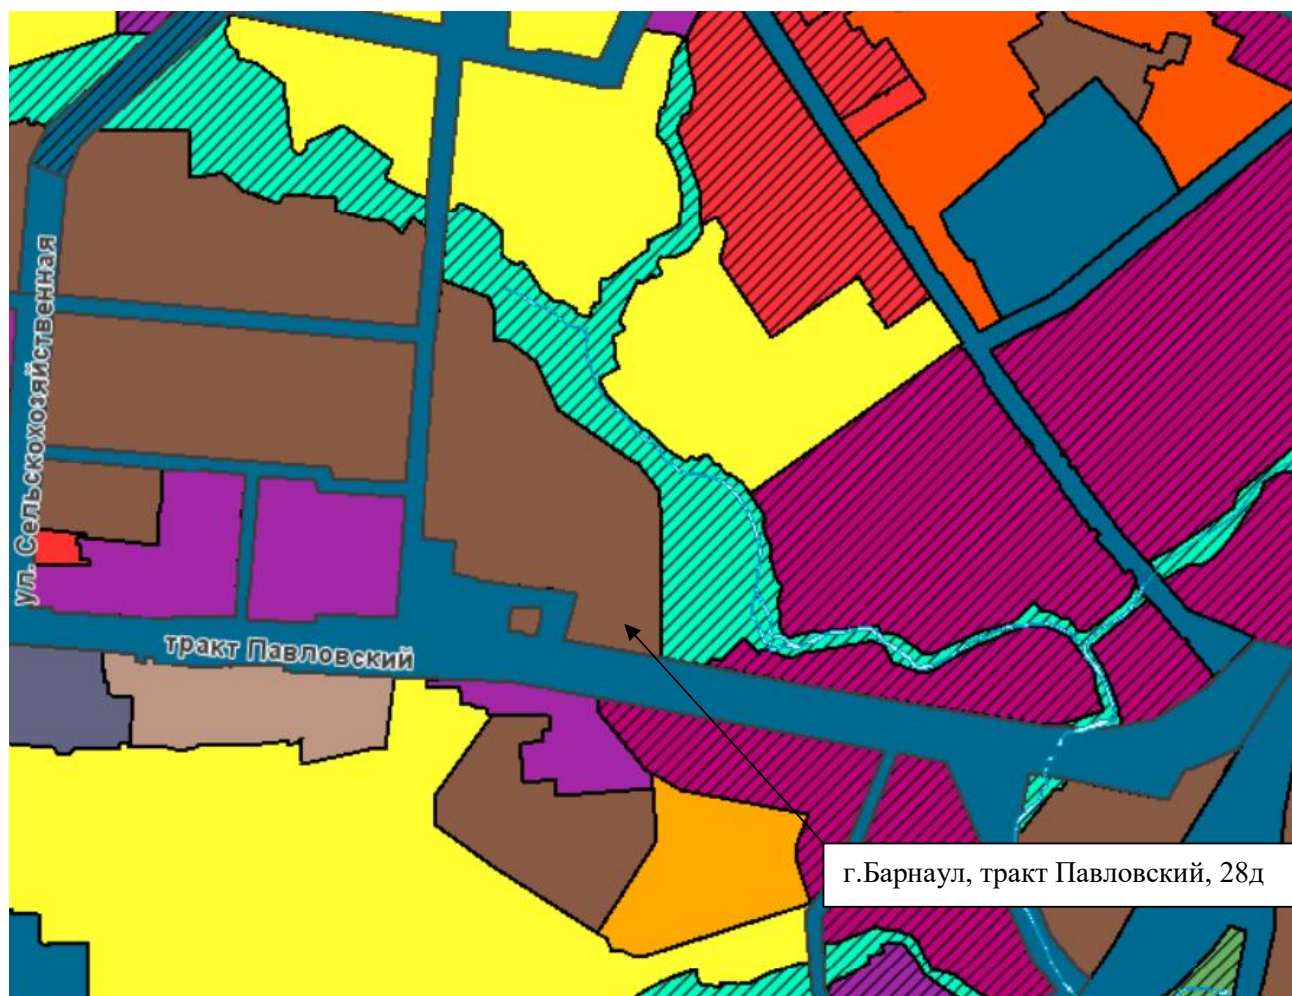 ул. Сельскохозяйственная
тракт Павловский
г.Барнаул, тракт Павловский, 28д